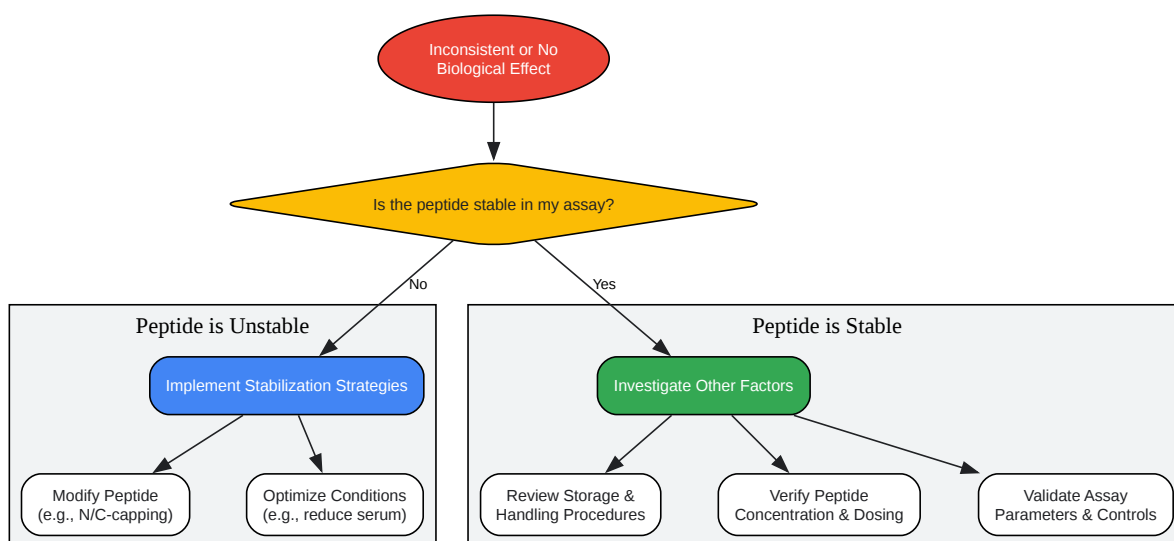 Inconsistent or No
Biological Effect
Is the peptide stable in my assay?
No
Yes
Peptide is Unstable
Peptide is Stable
Implement Stabilization Strategies
Investigate Other Factors
Modify Peptide
(e.g., N/C-capping)
Optimize Conditions
(e.g., reduce serum)
Review Storage &
Handling Procedures
Verify Peptide
Concentration & Dosing
Validate Assay
Parameters & Controls